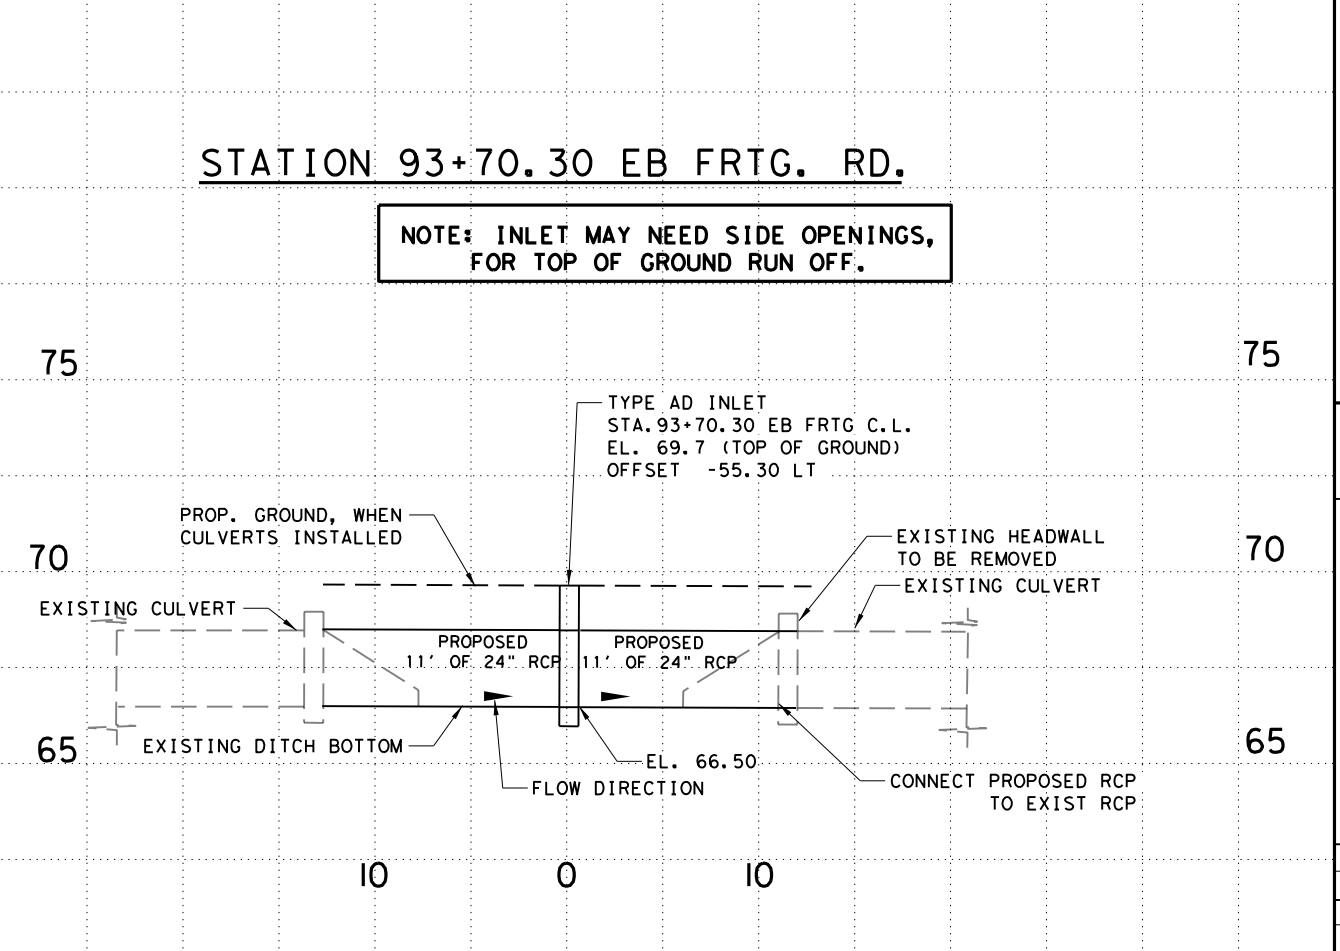 STATION 93+70.30 EB FRTG. RD.
NOTE: INLET MAY NEED SIDE OPENINGS,
FOR TOP OF GROUND RUN OFF.
75
75
TYPE AD INLET
STA.93+70.30 EB FRTG C.L.
EL. 69.7 (TOP OF GROUND)
OFFSET -55.30 LT
PROP. GROUND, WHEN
CULVERTS INSTALLED
EXISTING HEADWALL
TO BE REMOVED
70
70
EXISTING CULVERT
EXISTING CULVERT
PROPOSED
11' OF 24" RCP
PROPOSED
11' OF 24" RCP
65
65
EXISTING DITCH BOTTOM
EL. 66.50
FLOW DIRECTION
CONNECT PROPOSED RCP
TO EXIST RCP
10
0
10